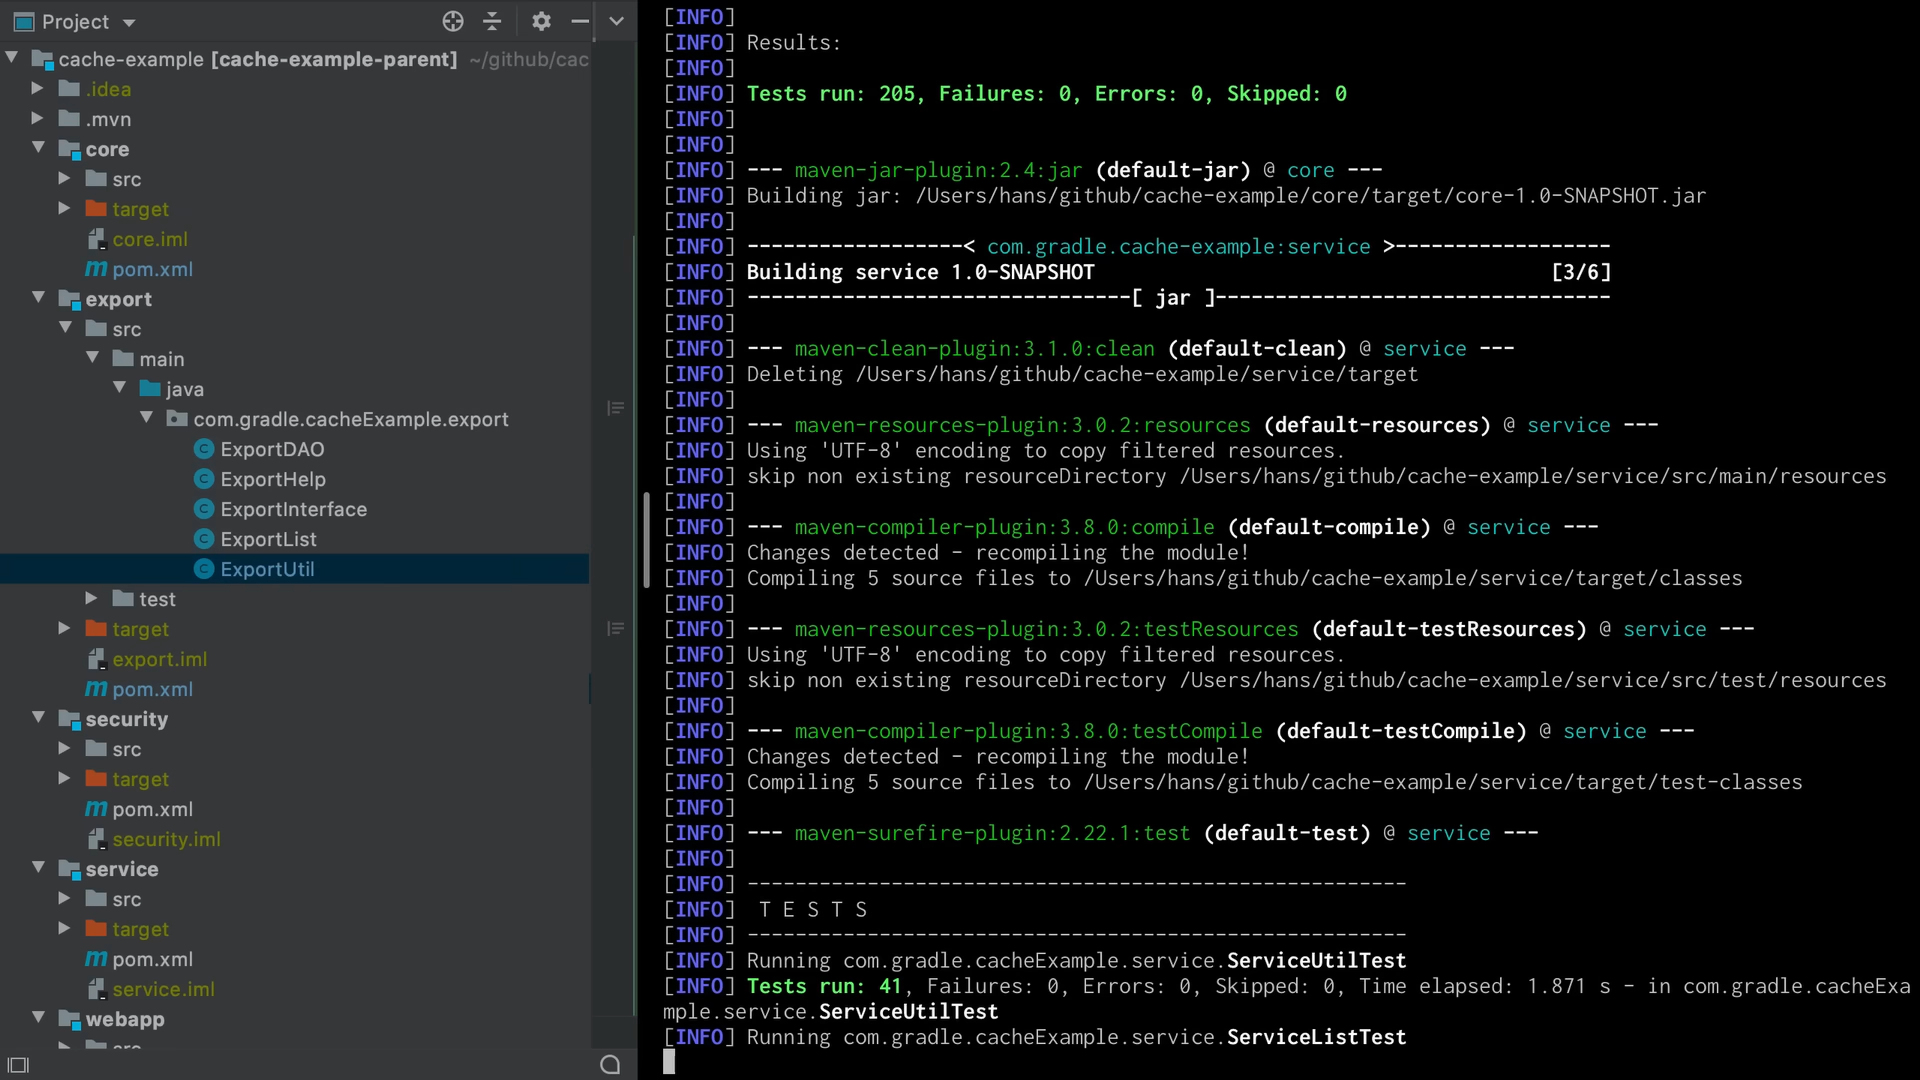 Project
cache-example [cache-example-parent] ~/github/cac
.idea
.mvn
core
src
target
core.iml
pom.xml
export
src
main
java
com.gradle.cacheExample.export
ExportDAO
ExportHelp
ExportInterface
ExportList
ExportUtil
test
target
export.iml
pom.xml
security
src
target
pom.xml
security.iml
service
src
target
pom.xml
service.iml
webapp
[INFO]
[INFO] Results:
[INFO]
[INFO] Tests run: 205, Failures: 0, Errors: 0, Skipped: 0
[INFO]
[INFO]
[INFO] --- maven-jar-plugin:2.4:jar (default-jar) @ core ---
[INFO] Building jar: /Users/hans/github/cache-example/core/target/core-1.0-SNAPSHOT.jar
[INFO]
[INFO] ------------------< com.gradle.cache-example:service >------------------
[INFO] Building service 1.0-SNAPSHOT [3/6]
[INFO] --------------------------------[ jar ]---------------------------------
[INFO]
[INFO] --- maven-clean-plugin:3.1.0:clean (default-clean) @ service ---
[INFO] Deleting /Users/hans/github/cache-example/service/target
[INFO]
[INFO] --- maven-resources-plugin:3.0.2:resources (default-resources) @ service ---
[INFO] Using 'UTF-8' encoding to copy filtered resources.
[INFO] skip non existing resourceDirectory /Users/hans/github/cache-example/service/src/main/resources
[INFO]
[INFO] --- maven-compiler-plugin:3.8.0:compile (default-compile) @ service ---
[INFO] Changes detected - recompiling the module!
[INFO] Compiling 5 source files to /Users/hans/github/cache-example/service/target/classes
[INFO]
[INFO] --- maven-resources-plugin:3.0.2:testResources (default-testResources) @ service ---
[INFO] Using 'UTF-8' encoding to copy filtered resources.
[INFO] skip non existing resourceDirectory /Users/hans/github/cache-example/service/src/test/resources
[INFO]
[INFO] --- maven-compiler-plugin:3.8.0:testCompile (default-testCompile) @ service ---
[INFO] Changes detected - recompiling the module!
[INFO] Compiling 5 source files to /Users/hans/github/cache-example/service/target/test-classes
[INFO]
[INFO] --- maven-surefire-plugin:2.22.1:test (default-test) @ service ---
[INFO]
[INFO] -------------------------------------------------------
[INFO]  T E S T S
[INFO] -------------------------------------------------------
[INFO] Running com.gradle.cacheExample.service.ServiceUtilTest
[INFO] Tests run: 41, Failures: 0, Errors: 0, Skipped: 0, Time elapsed: 1.871 s - in com.gradle.cacheExa
mple.service.ServiceUtilTest
[INFO] Running com.gradle.cacheExample.service.ServiceListTest